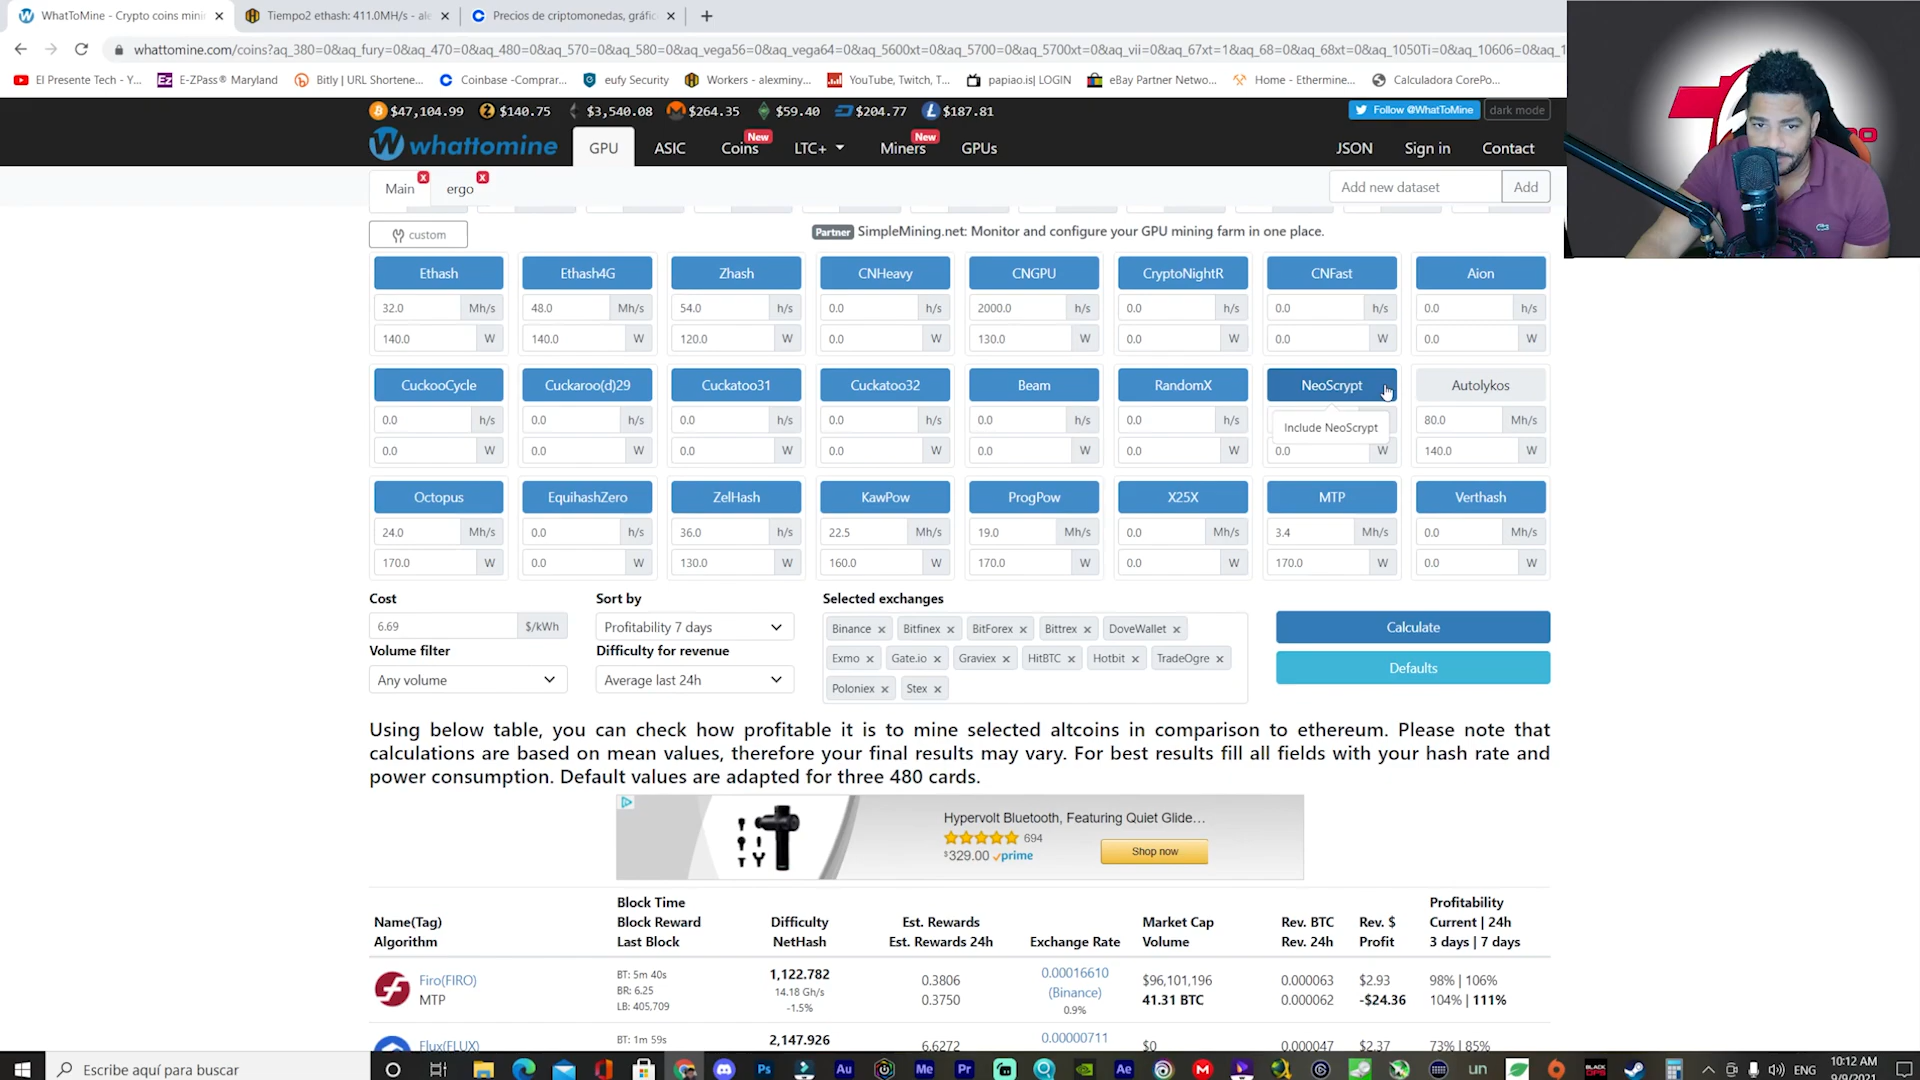 WhatToMine - Crypto coins mini
Tiempo2 ethash: 411.0MH/s - ale
Precios de criptomonedas, gráfic
whattomine.com/coins?aq_380=0&aq_fury=0&aq_470=0&aq_480=0&aq_570=0&aq_580=0&aq_vega56=0&aq_vega64=0&aq_5600xt=0&aq_5700=0&aq_5700xt=0&aq_vii=0&aq_67xt=1&aq_68=0&aq_68xt=0&aq_1050Ti=0&aq_10606=0&aq_1
El Presente Tech - Y... E-ZPass® Maryland Bitly | URL Shortene... Coinbase -Comprar... eufy Security Workers - alexminy... YouTube, Twitch, T... papiao.is| LOGIN eBay Partner Netwo... Home - Ethermine... Calculadora CorePo...
$47,104.99 $140.75 $3,540.08 $264.35 $59.40 $204.77 $187.81 Follow @WhatToMine dark mode
whattomine GPU ASIC Coins New LTC+ Miners New GPUs JSON Sign in Contact
Main x ergo x Add new dataset Add
custom Partner SimpleMining.net: Monitor and configure your GPU mining farm in one place.
Ethash Ethash4G Zhash CNHeavy CNGPU CryptoNightR CNFast Aion
32.0 Mh/s 48.0 Mh/s 54.0 h/s 0.0 h/s 2000.0 h/s 0.0 h/s 0.0 h/s 0.0 h/s
140.0 W 140.0 W 120.0 W 0.0 W 130.0 W 0.0 W 0.0 W 0.0 W
CuckooCycle Cuckaroo(d)29 Cuckatoo31 Cuckatoo32 Beam RandomX NeoScrypt Autolykos
0.0 h/s 0.0 h/s 0.0 h/s 0.0 h/s 0.0 h/s 0.0 h/s Include NeoScrypt 80.0 Mh/s
0.0 W 0.0 W 0.0 W 0.0 W 0.0 W 0.0 W 0.0 W 140.0 W
Octopus EquihashZero ZelHash KawPow ProgPow X25X MTP Verthash
24.0 Mh/s 0.0 h/s 36.0 h/s 22.5 Mh/s 19.0 Mh/s 0.0 Mh/s 3.4 Mh/s 0.0 Mh/s
170.0 W 0.0 W 130.0 W 160.0 W 170.0 W 0.0 W 170.0 W 0.0 W
Cost Sort by Selected exchanges
6.69 $/kWh Profitability 7 days Binance × Bitfinex × BitForex × Bittrex × DoveWallet × Calculate
Volume filter Difficulty for revenue Exmo × Gate.io × Graviex × HitBTC × Hotbit × TradeOgre × Defaults
Any volume Average last 24h Poloniex × Stex ×
Using below table, you can check how profitable it is to mine selected altcoins in comparison to ethereum. Please note that
calculations are based on mean values, therefore your final results may vary. For best results fill all fields with your hash rate and
power consumption. Default values are adapted for three 480 cards.
Hypervolt Bluetooth, Featuring Quiet Glide...
694
$329.00 prime Shop now
Block Time Profitability
Name(Tag) Block Reward Difficulty Est. Rewards Market Cap Rev. BTC Rev. $ Current | 24h
Algorithm Last Block NetHash Est. Rewards 24h Exchange Rate Volume Rev. 24h Profit 3 days | 7 days
Firo(FIRO) BT: 5m 40s 1,122.782 0.3806 0.00016610 $96,101,196 0.000063 $2.93 98% | 106%
MTP BR: 6.25 14.18 Gh/s 0.3750 (Binance) 41.31 BTC 0.000062 -$24.36 104% | 111%
LB: 405,709 -1.5% 0.9%
Flux(FLUX) BT: 1m 59s 2,147.926 6.6272 0.00000711 $0 0.000047 $2.37 73% | 85%
Escribe aquí para buscar ENG 10:12 AM
9/9/2021